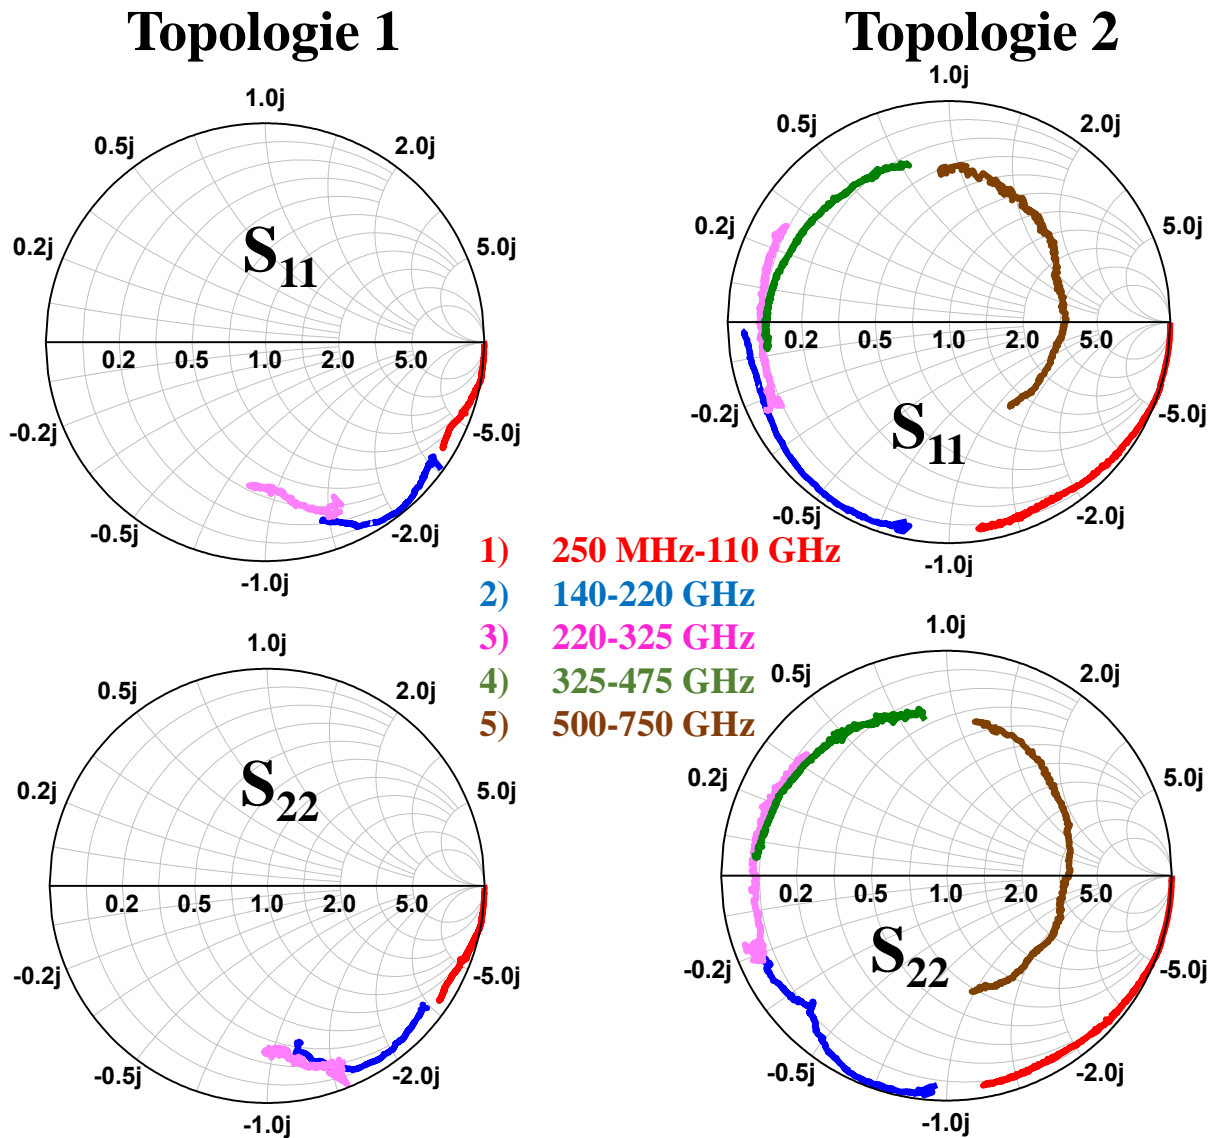 Topologie 1
Topologie 2
1.0j
0.5j
2.0j
0.2j
5.0j
S11
0.2 0.5 1.0 2.0 5.0
-0.2j
-5.0j
-0.5j
-2.0j
-1.0j
1.0j
0.5j
2.0j
0.2j
5.0j
0.2 0.5 1.0 2.0 5.0
-0.2j
-5.0j
S11
-0.5j
-2.0j
-1.0j
1) 250 MHz-110 GHz
2) 140-220 GHz
3) 220-325 GHz
4) 325-475 GHz
5) 500-750 GHz
1.0j
0.5j
2.0j
0.2j
5.0j
S22
0.2 0.5 1.0 2.0 5.0
-0.2j
-5.0j
-0.5j
-2.0j
-1.0j
1.0j
0.5j
2.0j
0.2j
5.0j
0.2 0.5 1.0 2.0 5.0
S22
-0.2j
-5.0j
-0.5j
-2.0j
-1.0j